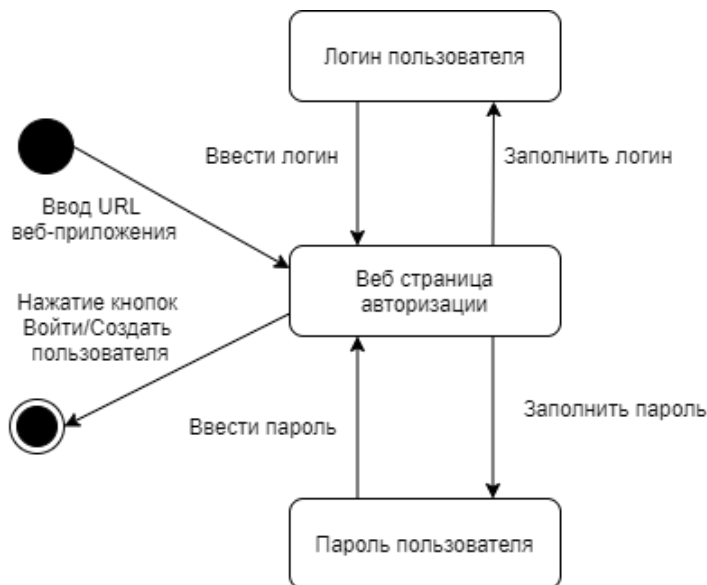 Логин пользователя
Ввести логин
Заполнить логин
Ввод URL
веб-приложения
Веб страница
авторизации
Нажатие кнопок
Войти/Создать
пользователя
Ввести пароль
Заполнить пароль
Пароль пользователя